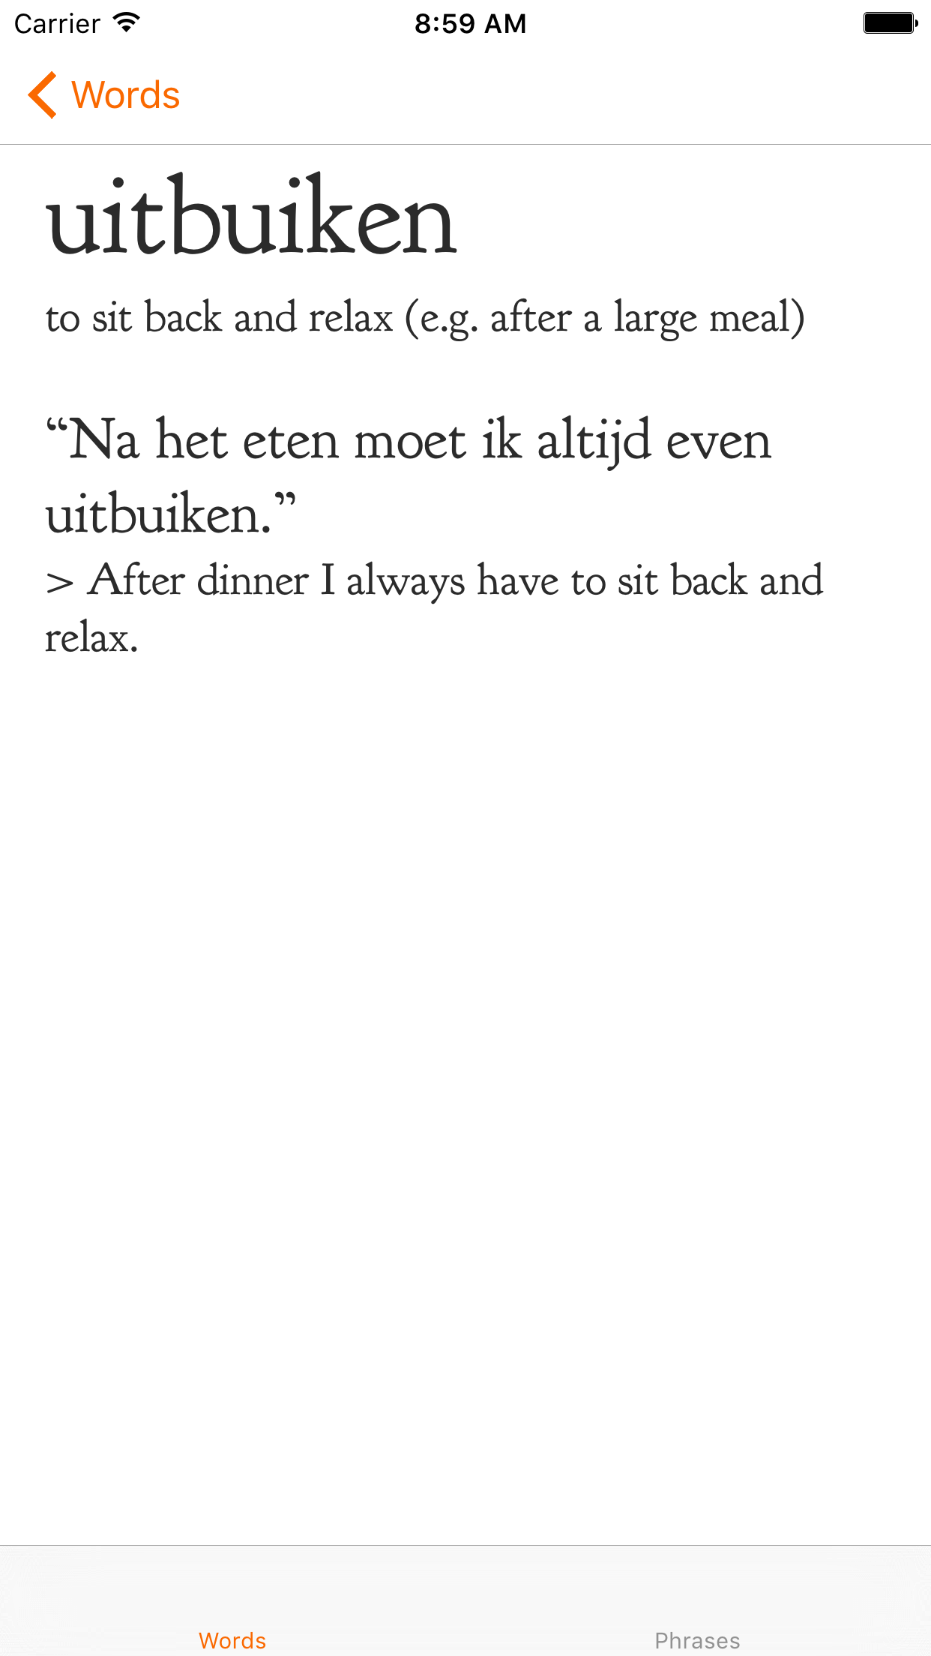 Carrier 8:59 AM
Words
uitbuiken
to sit back and relax (e.g. after a large meal)
“Na het eten moet ik altijd even
uitbuiken.”
> After dinner I always have to sit back and
relax.
Words Phrases